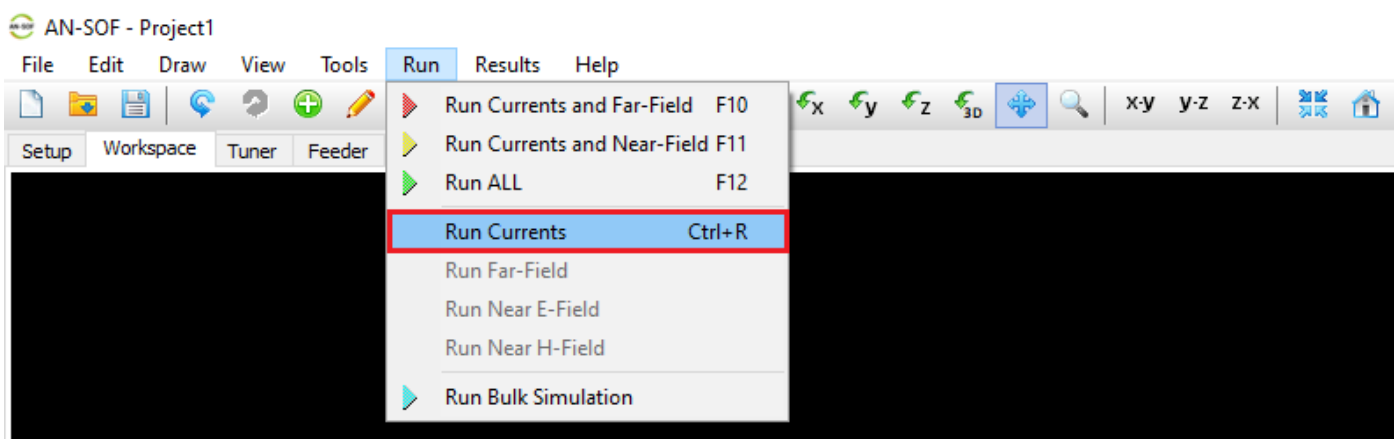 AN-SOF - Project1
File Edit Draw View Tools Run Results Help
x y z 3D x-y y-z z-x
Setup Workspace Tuner Feeder
Run Currents and Far-Field F10
Run Currents and Near-Field F11
Run ALL F12
Run Currents Ctrl+R
Run Far-Field
Run Near E-Field
Run Near H-Field
Run Bulk Simulation